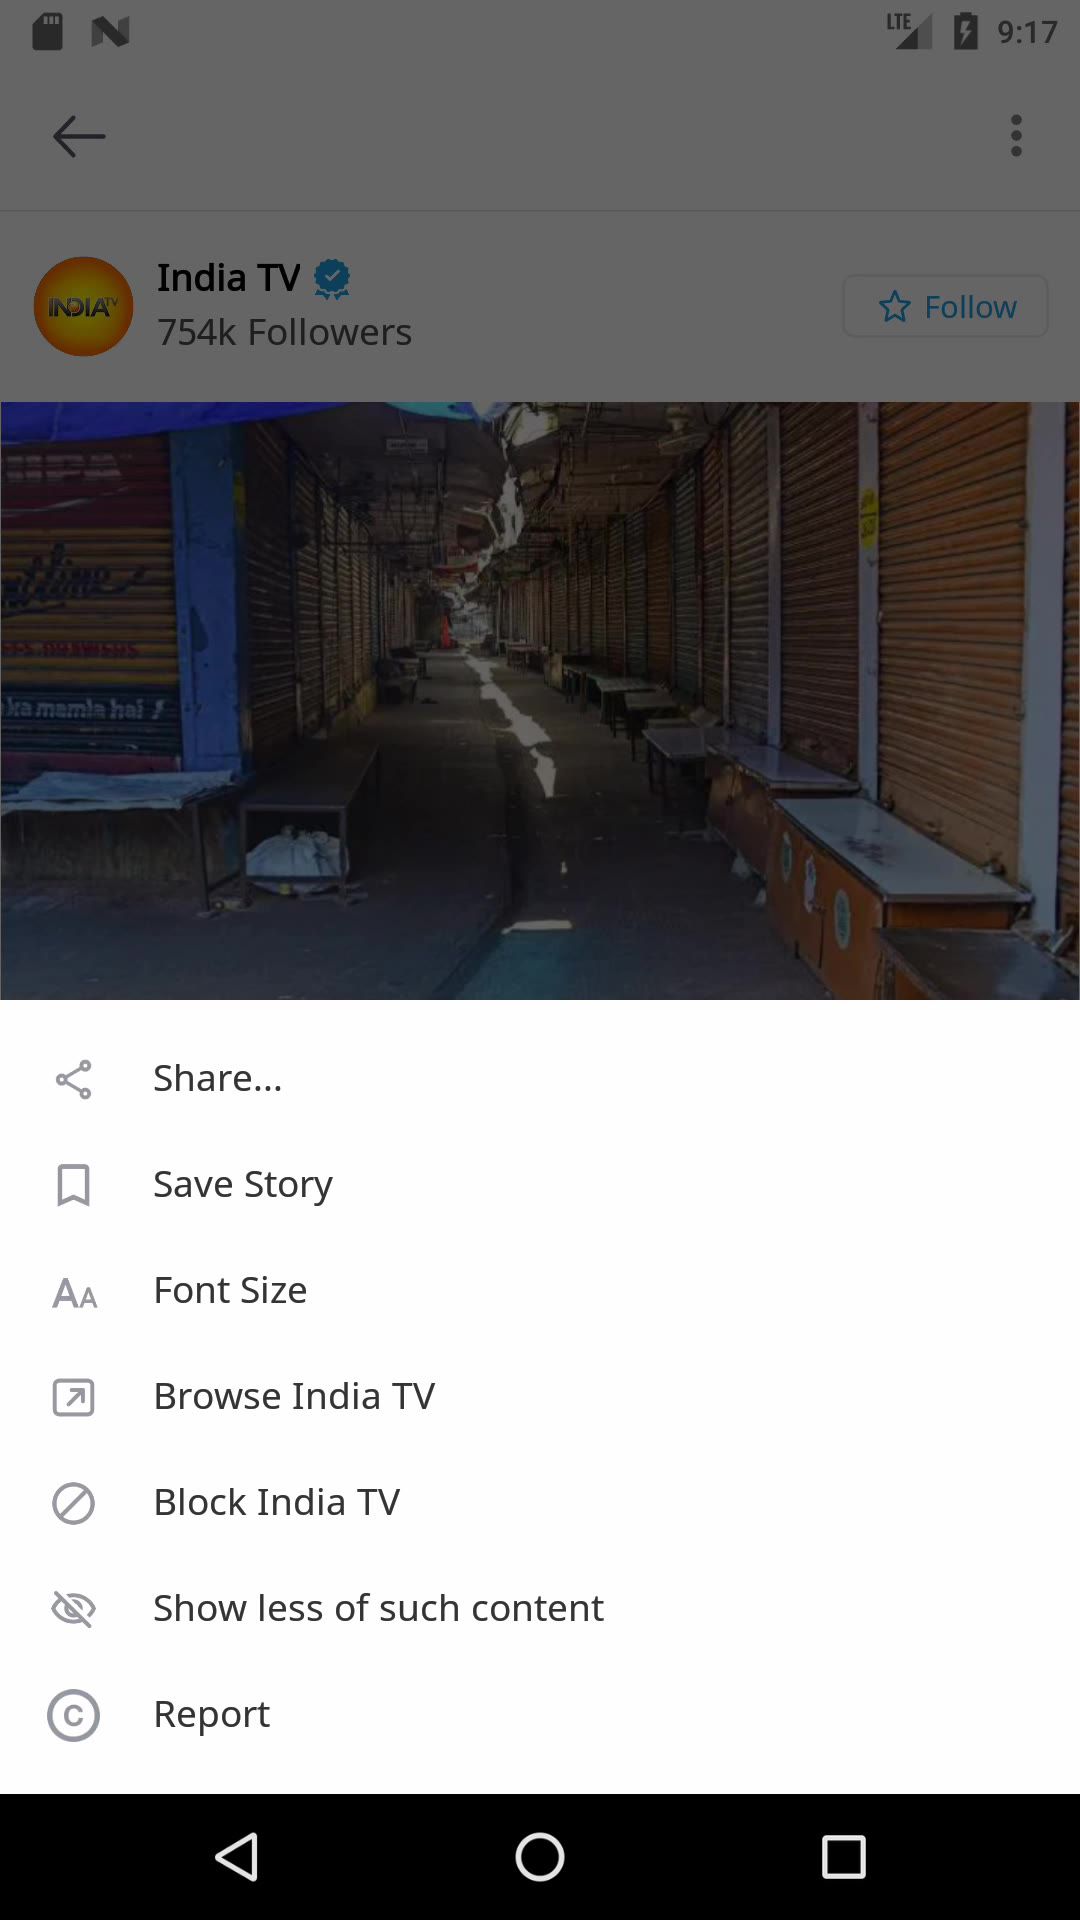 LTE 9:17
India TV
INDIA TV
754k Followers
Follow
ka mamla hai
Share...
Save Story
Font Size
Browse India TV
Block India TV
Show less of such content
Report